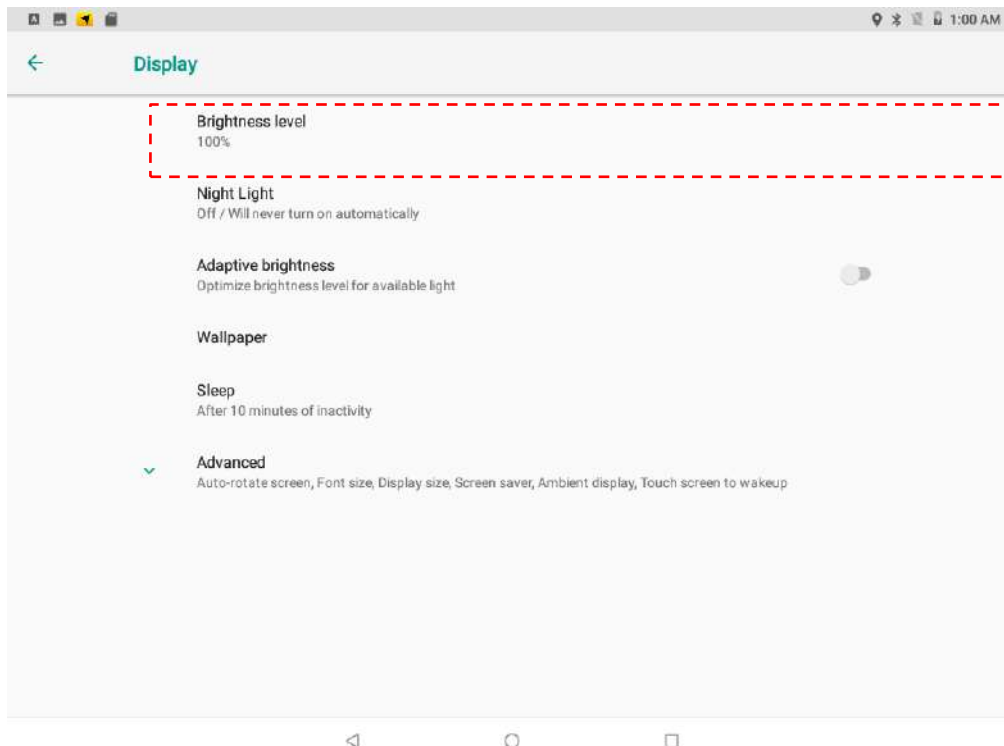 1:00 AM
Display
Brightness level
100%
Night Light
Off / Will never turn on automatically
Adaptive brightness
Optimize brightness level for available light
Wallpaper
Sleep
After 10 minutes of inactivity
Advanced
Auto-rotate screen, Font size, Display size, Screen saver, Ambient display, Touch screen to wakeup